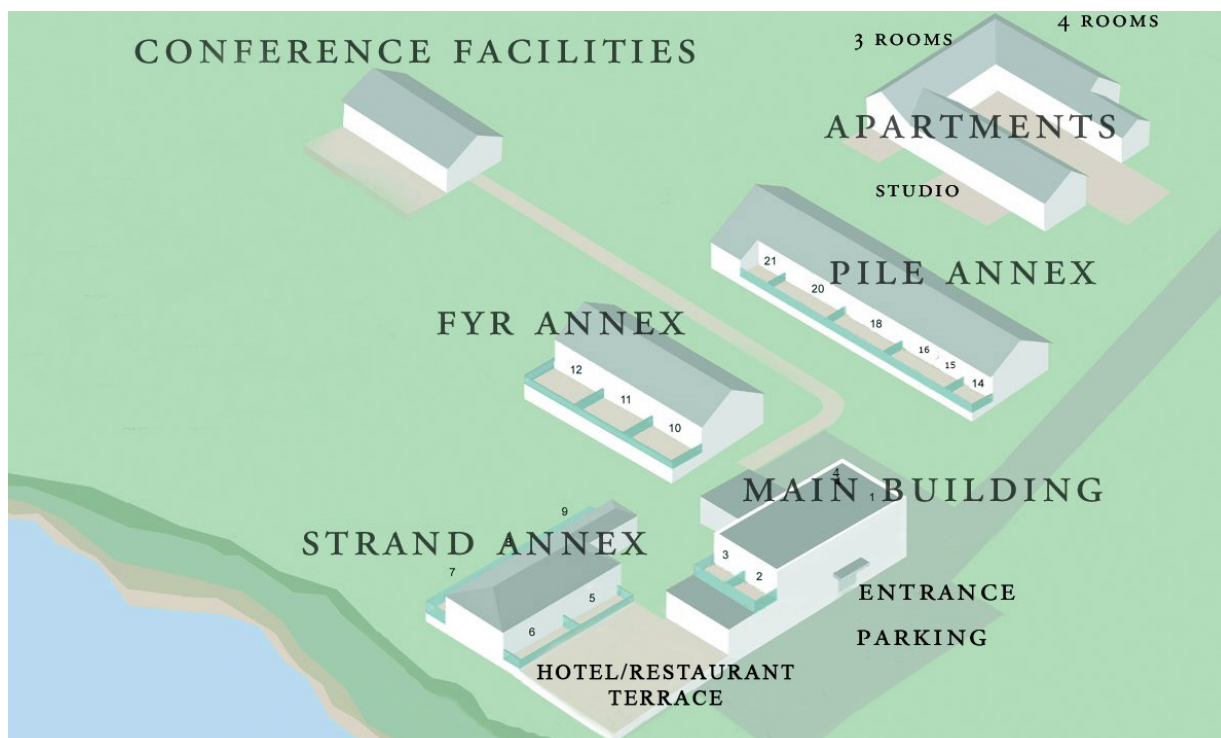 4 ROOMS
3 ROOMS
CONFERENCE FACILITIES
APARTMENTS
STUDIO
PILE ANNEX
21
20
18
16
15
14
FYR ANNEX
12
11
10
MAIN BUILDING
4
1
3
2
STRAND ANNEX
9
8
7
5
6
ENTRANCE
PARKING
HOTEL/RESTAURANT
TERRACE